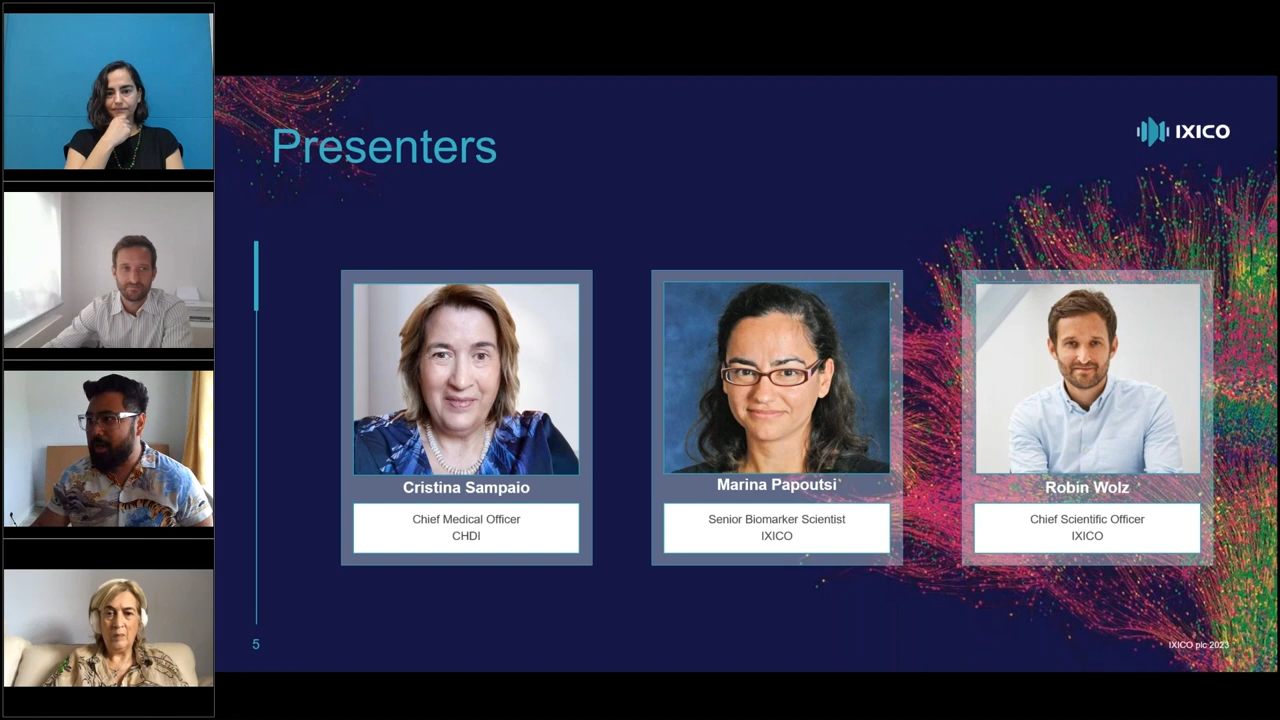 Presenters
IXICO
Cristina Sampaio
Chief Medical Officer
CHDI
Marina Papoutsi
Senior Biomarker Scientist
IXICO
Robin Wolz
Chief Scientific Officer
IXICO
5
IXICO plc 2023